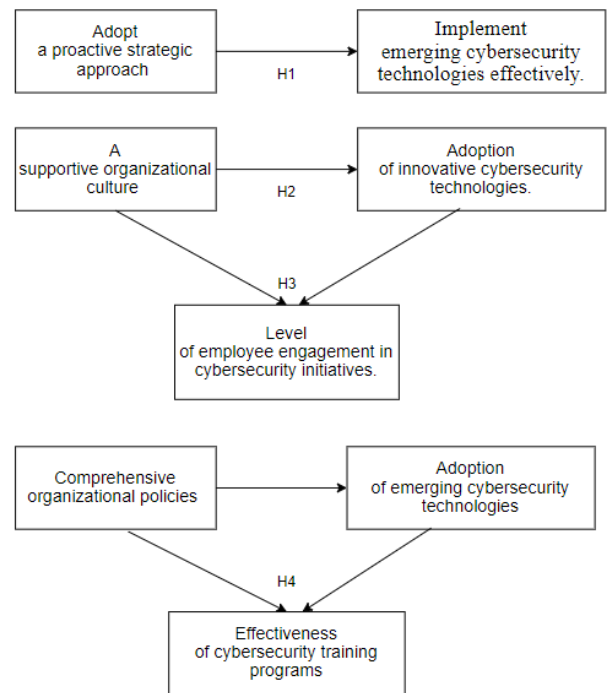 Adopt
a proactive strategic
approach
H1
Implement
emerging cybersecurity
technologies effectively.
A
supportive organizational
culture
H2
Adoption
of innovative cybersecurity
technologies.
H3
Level
of employee engagement in
cybersecurity initiatives.
Comprehensive
organizational policies
Adoption
of emerging cybersecurity
technologies
H4
Effectiveness
of cybersecurity training
programs